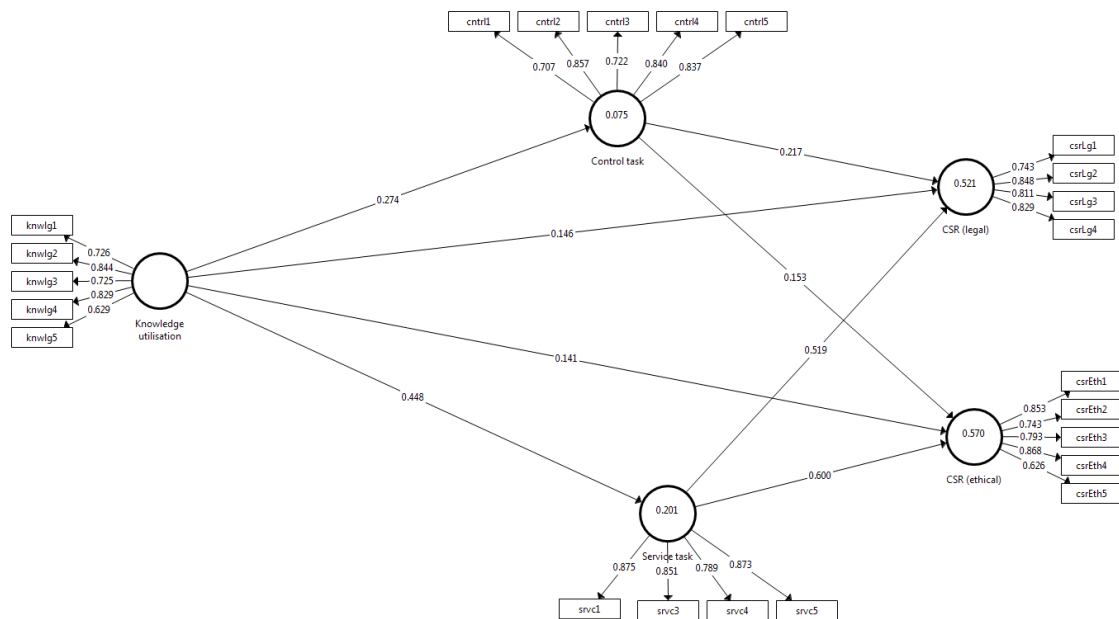 cntrl1 cntrl2 cntrl3 cntrl4 cntrl5
0.707 0.857 0.722 0.840 0.837
0.075
Control task
0.217
0.274
0.146
0.153
0.519
0.141
0.448
0.600
knwlg1
knwlg2
knwlg3
knwlg4
knwlg5
0.726
0.844
0.725
0.829
0.629
Knowledge
utilisation
0.521
CSR (legal)
0.743
0.848
0.811
0.829
csrLg1
csrLg2
csrLg3
csrLg4
0.570
CSR (ethical)
0.853
0.743
0.793
0.868
0.626
csrEth1
csrEth2
csrEth3
csrEth4
csrEth5
0.201
Service task
0.875 0.851 0.789 0.873
srvc1 srvc3 srvc4 srvc5